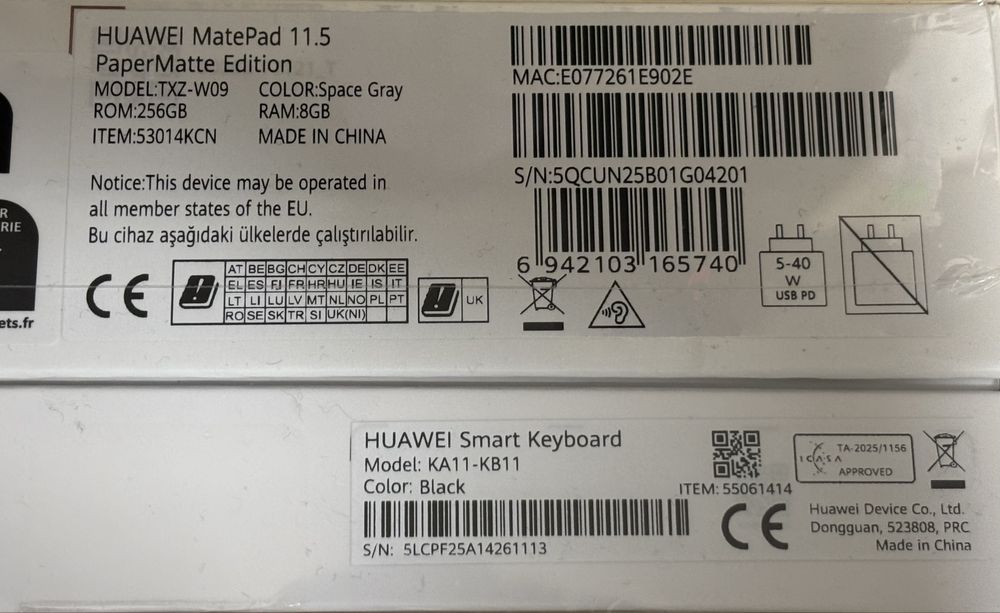 HUAWEI MatePad 11.5
PaperMatte Edition
MODEL:TXZ-W09 COLOR:Space Gray
ROM:256GB RAM:8GB
ITEM:53014KCN MADE IN CHINA
Notice:This device may be operated in
all member states of the EU.
Bu cihaz aşağıdaki ülkelerde çalıştırılabilir.
CE
AT BE BG CH CY CZ DE DK EE
EL ES FJ FR HR HU IE IS IT
LT LI LU LV MT NL NO PL PT
RO SE SK TR SI UK(NI)
UK
MAC:E077261E902E
S/N:5QCUN25B01G04201
6 942103 165740
5-40
W
USB PD
R
RIE
ets.fr
HUAWEI Smart Keyboard
Model: KA11-KB11
Color: Black
S/N: 5LCPF25A14261113
ITEM: 55061414
CE
ICASA
TA-2025/1156
APPROVED
Huawei Device Co., Ltd.
Dongguan, 523808, PRC
Made in China